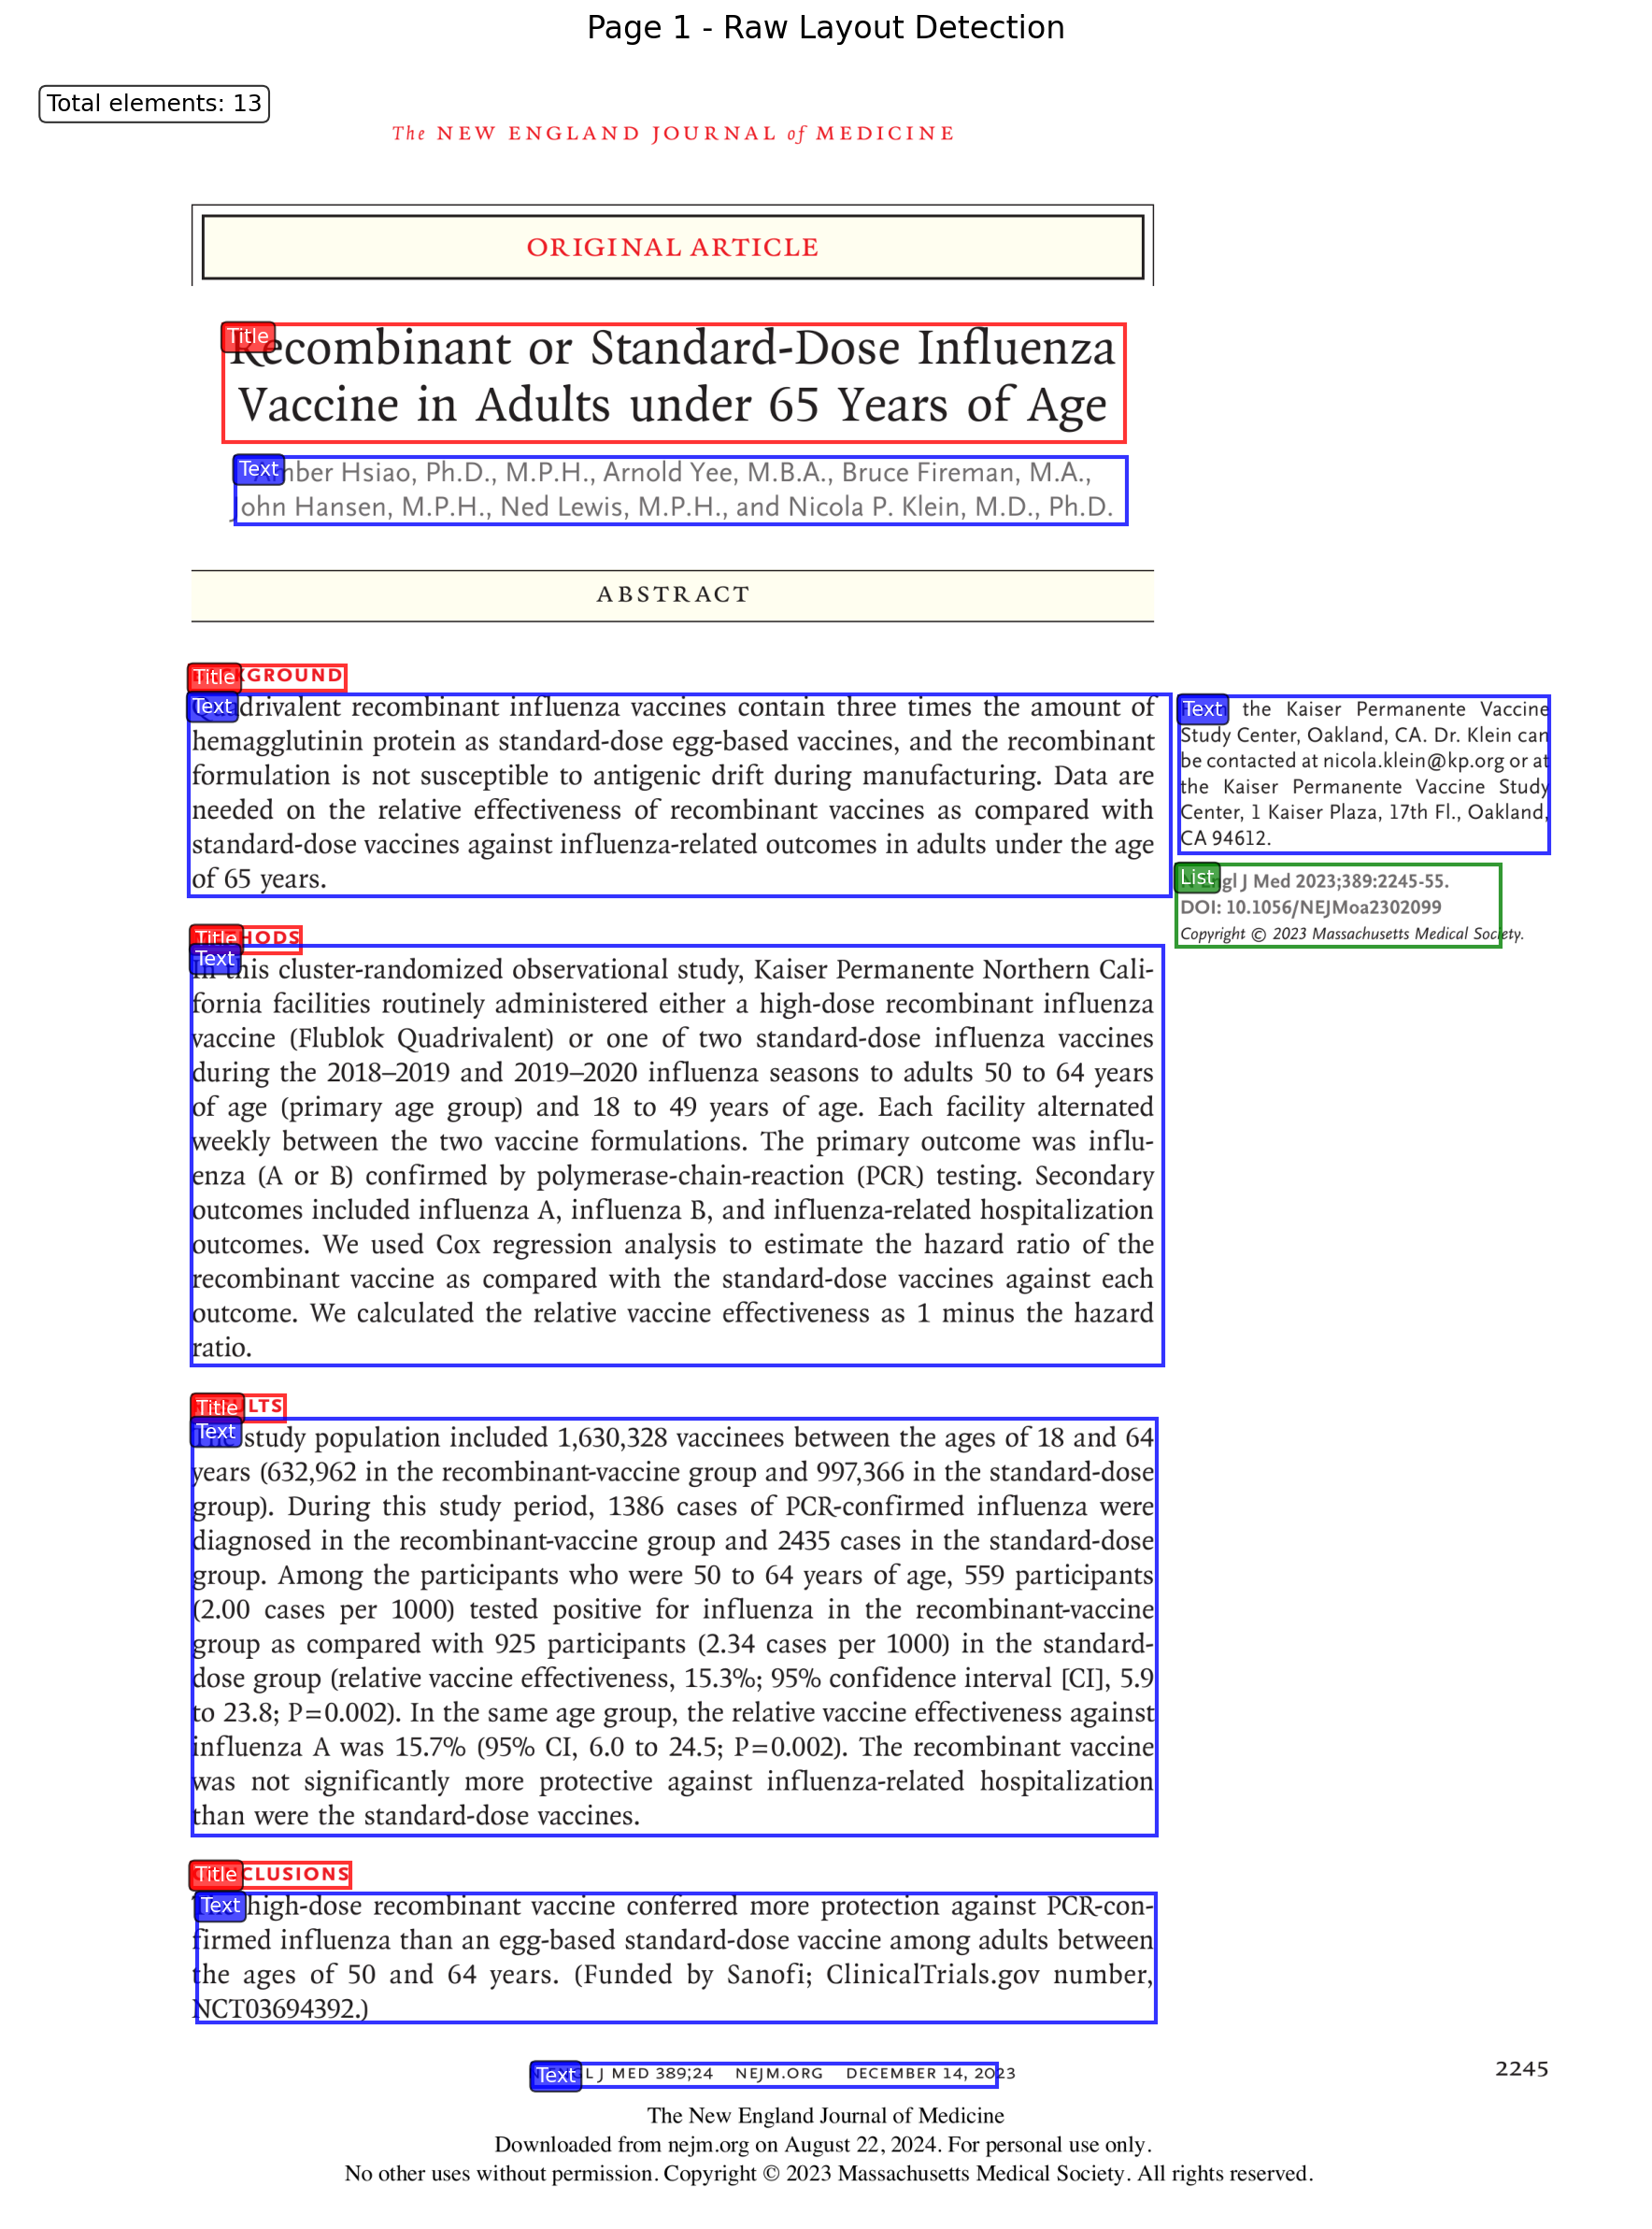 Page 1 - Raw Layout Detection
Total elements: 13
The NEW ENGLAND JOURNAL of MEDICINE
ORIGINAL ARTICLE
Title
Recombinant or Standard-Dose Influenza
Vaccine in Adults under 65 Years of Age
Text
Amber Hsiao, Ph.D., M.P.H., Arnold Yee, M.B.A., Bruce Fireman, M.A.,
John Hansen, M.P.H., Ned Lewis, M.P.H., and Nicola P. Klein, M.D., Ph.D.
ABSTRACT
Title
BACKGROUND
Text
Quadrivalent recombinant influenza vaccines contain three times the amount of
hemagglutinin protein as standard-dose egg-based vaccines, and the recombinant
formulation is not susceptible to antigenic drift during manufacturing. Data are
needed on the relative effectiveness of recombinant vaccines as compared with
standard-dose vaccines against influenza-related outcomes in adults under the age
of 65 years.
Title
METHODS
Text
In this cluster-randomized observational study, Kaiser Permanente Northern Cali-
fornia facilities routinely administered either a high-dose recombinant influenza
vaccine (Flublok Quadrivalent) or one of two standard-dose influenza vaccines
during the 2018–2019 and 2019–2020 influenza seasons to adults 50 to 64 years
of age (primary age group) and 18 to 49 years of age. Each facility alternated
weekly between the two vaccine formulations. The primary outcome was influ-
enza (A or B) confirmed by polymerase-chain-reaction (PCR) testing. Secondary
outcomes included influenza A, influenza B, and influenza-related hospitalization
outcomes. We used Cox regression analysis to estimate the hazard ratio of the
recombinant vaccine as compared with the standard-dose vaccines against each
outcome. We calculated the relative vaccine effectiveness as 1 minus the hazard
ratio.
Title
RESULTS
Text
The study population included 1,630,328 vaccinees between the ages of 18 and 64
years (632,962 in the recombinant-vaccine group and 997,366 in the standard-dose
group). During this study period, 1386 cases of PCR-confirmed influenza were
diagnosed in the recombinant-vaccine group and 2435 cases in the standard-dose
group. Among the participants who were 50 to 64 years of age, 559 participants
(2.00 cases per 1000) tested positive for influenza in the recombinant-vaccine
group as compared with 925 participants (2.34 cases per 1000) in the standard-
dose group (relative vaccine effectiveness, 15.3%; 95% confidence interval [CI], 5.9
to 23.8; P=0.002). In the same age group, the relative vaccine effectiveness against
influenza A was 15.7% (95% CI, 6.0 to 24.5; P=0.002). The recombinant vaccine
was not significantly more protective against influenza-related hospitalization
than were the standard-dose vaccines.
Title
CONCLUSIONS
Text
The high-dose recombinant vaccine conferred more protection against PCR-con-
firmed influenza than an egg-based standard-dose vaccine among adults between
the ages of 50 and 64 years. (Funded by Sanofi; ClinicalTrials.gov number,
NCT03694392.)
Text
From the Kaiser Permanente Vaccine
Study Center, Oakland, CA. Dr. Klein can
be contacted at nicola.klein@kp.org or at
the Kaiser Permanente Vaccine Study
Center, 1 Kaiser Plaza, 17th Fl., Oakland,
CA 94612.
List
N Engl J Med 2023;389:2245-55.
DOI: 10.1056/NEJMoa2302099
Copyright © 2023 Massachusetts Medical Society.
Text
N ENGL J MED 389;24 NEJM.ORG DECEMBER 14, 2023
2245
The New England Journal of Medicine
Downloaded from nejm.org on August 22, 2024. For personal use only.
No other uses without permission. Copyright © 2023 Massachusetts Medical Society. All rights reserved.